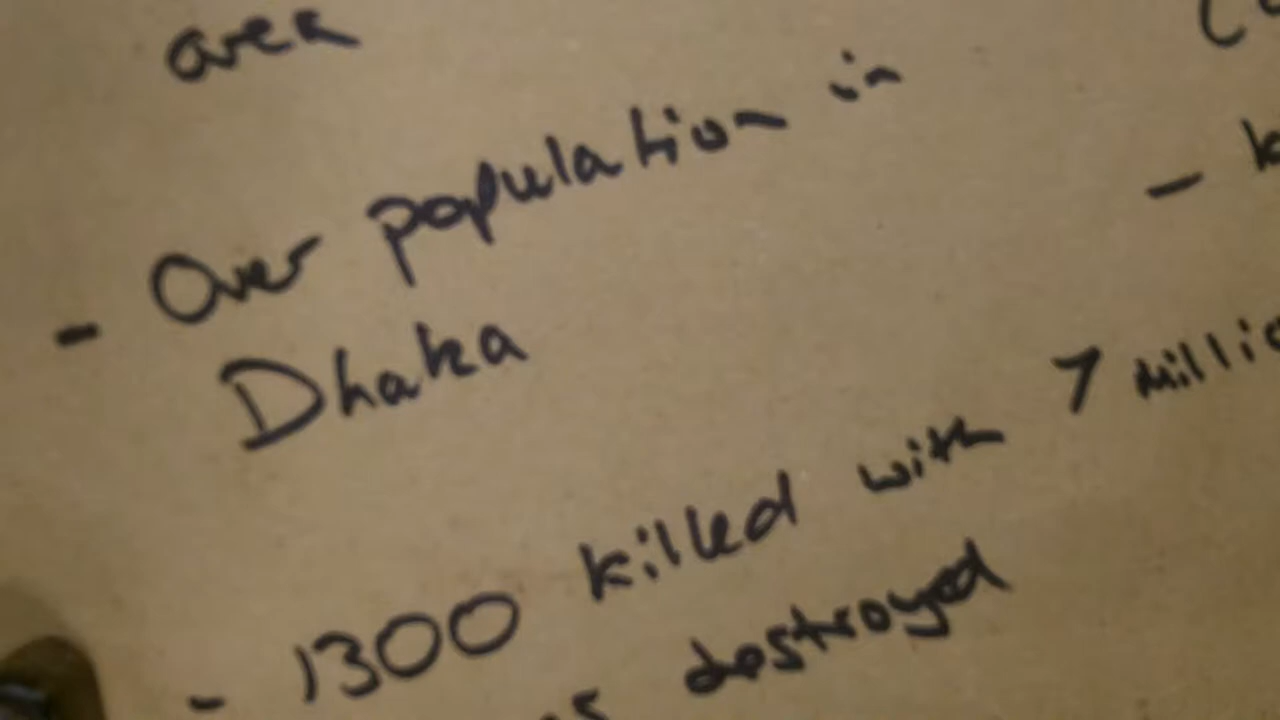 area
- Over population in
Dhaka
- 1300 killed with 7
destroyed
-